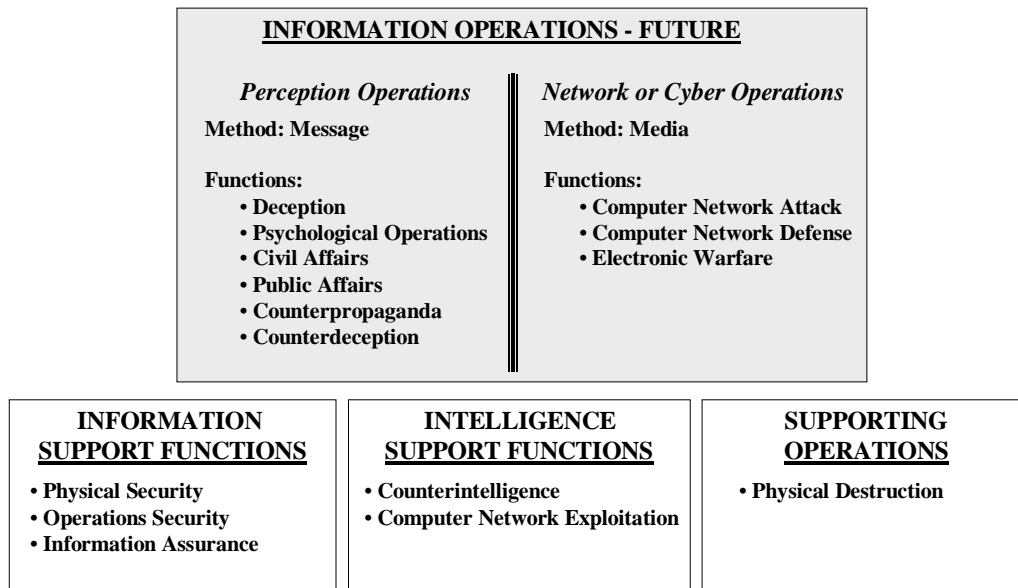 INFORMATION OPERATIONS - FUTURE
Perception Operations
Method: Message
Functions:
• Deception
• Psychological Operations
• Civil Affairs
• Public Affairs
• Counterpropaganda
• Counterdeception
Network or Cyber Operations
Method: Media
Functions:
• Computer Network Attack
• Computer Network Defense
• Electronic Warfare
INFORMATION
SUPPORT FUNCTIONS
• Physical Security
• Operations Security
• Information Assurance
INTELLIGENCE
SUPPORT FUNCTIONS
• Counterintelligence
• Computer Network Exploitation
SUPPORTING
OPERATIONS
• Physical Destruction